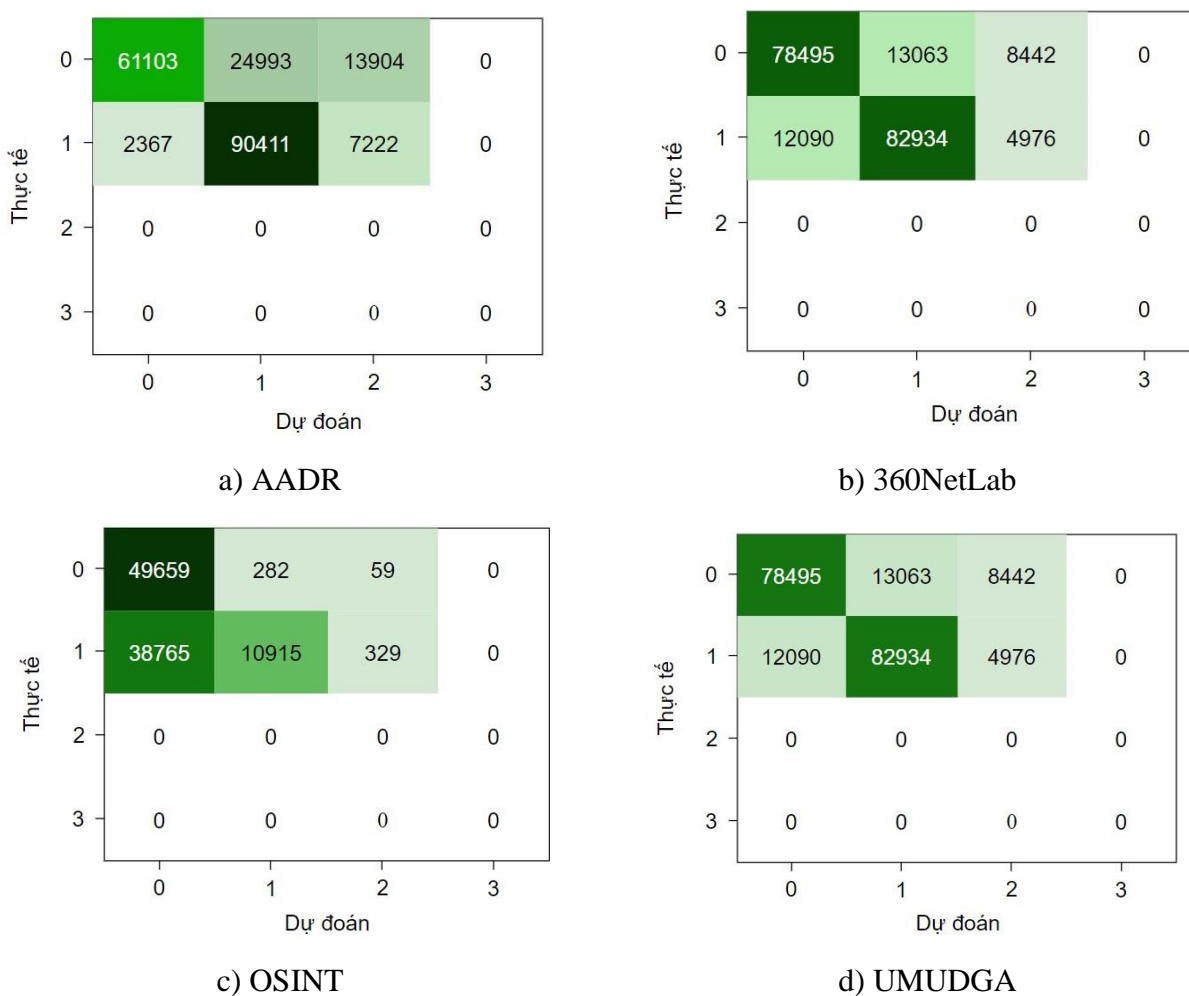 0 61103 24993 13904 0
1 2367 90411 7222 0
2 0 0 0 0
3 0 0 0 0
0 1 2 3
Thực tế
Dự đoán
a) AADR
0 78495 13063 8442 0
1 12090 82934 4976 0
2 0 0 0 0
3 0 0 0 0
0 1 2 3
Thực tế
Dự đoán
b) 360NetLab
0 49659 282 59 0
1 38765 10915 329 0
2 0 0 0 0
3 0 0 0 0
0 1 2 3
Thực tế
Dự đoán
c) OSINT
0 78495 13063 8442 0
1 12090 82934 4976 0
2 0 0 0 0
3 0 0 0 0
0 1 2 3
Thực tế
Dự đoán
d) UMUDGA